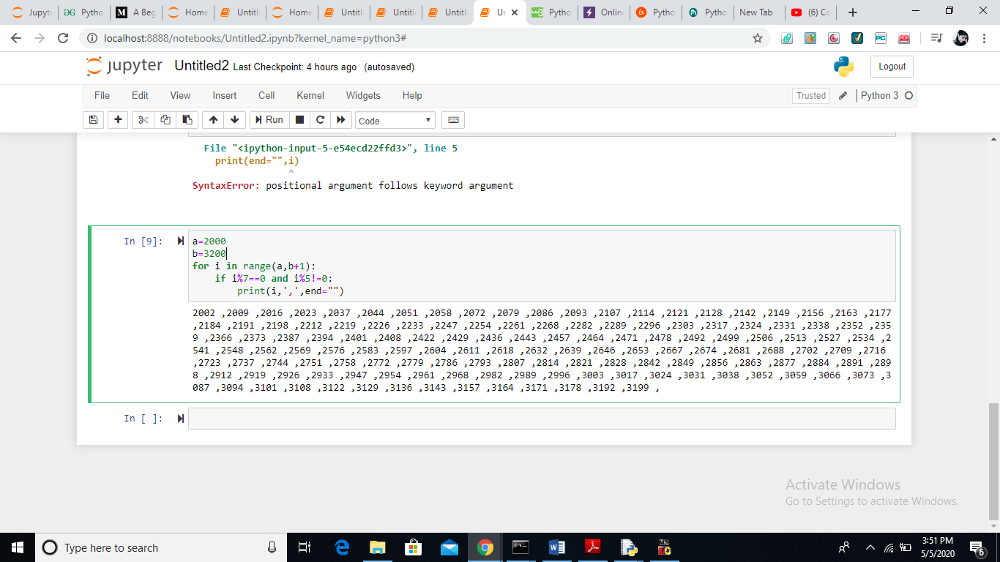 Jupyt
Pytho
A Beg
Home
Untitl
Home
Untitl
Untitl
Untitl
Un
Pytho
Onlin
Pytho
Pytho
New Tab
(6) Co
localhost:8888/notebooks/Untitled2.ipynb?kernel_name=python3#
jupyter Untitled2 Last Checkpoint: 4 hours ago (autosaved)
Logout
File Edit View Insert Cell Kernel Widgets Help
Trusted Python 3
Run Code
File "<ipython-input-5-e54ecd22ffd3>", line 5
print(end="",i)
^
SyntaxError: positional argument follows keyword argument
In [9]:
a=2000
b=3200
for i in range(a,b+1):
    if i%7==0 and i%5!=0:
        print(i,',',end="")
2002 ,2009 ,2016 ,2023 ,2037 ,2044 ,2051 ,2058 ,2072 ,2079 ,2086 ,2093 ,2107 ,2114 ,2121 ,2128 ,2142 ,2149 ,2156 ,2163 ,2177
,2184 ,2191 ,2198 ,2212 ,2219 ,2226 ,2233 ,2247 ,2254 ,2261 ,2268 ,2282 ,2289 ,2296 ,2303 ,2317 ,2324 ,2331 ,2338 ,2352 ,235
9 ,2366 ,2373 ,2387 ,2394 ,2401 ,2408 ,2422 ,2429 ,2436 ,2443 ,2457 ,2464 ,2471 ,2478 ,2492 ,2499 ,2506 ,2513 ,2527 ,2534 ,2
541 ,2548 ,2562 ,2569 ,2576 ,2583 ,2597 ,2604 ,2611 ,2618 ,2632 ,2639 ,2646 ,2653 ,2667 ,2674 ,2681 ,2688 ,2702 ,2709 ,2716
,2723 ,2737 ,2744 ,2751 ,2758 ,2772 ,2779 ,2786 ,2793 ,2807 ,2814 ,2821 ,2828 ,2842 ,2849 ,2856 ,2863 ,2877 ,2884 ,2891 ,289
8 ,2912 ,2919 ,2926 ,2933 ,2947 ,2954 ,2961 ,2968 ,2982 ,2989 ,2996 ,3003 ,3017 ,3024 ,3031 ,3038 ,3052 ,3059 ,3066 ,3073 ,3
087 ,3094 ,3101 ,3108 ,3122 ,3129 ,3136 ,3143 ,3157 ,3164 ,3171 ,3178 ,3192 ,3199 ,
In [ ]:
Activate Windows
Go to Settings to activate Windows.
Type here to search
3:51 PM
5/5/2020
6